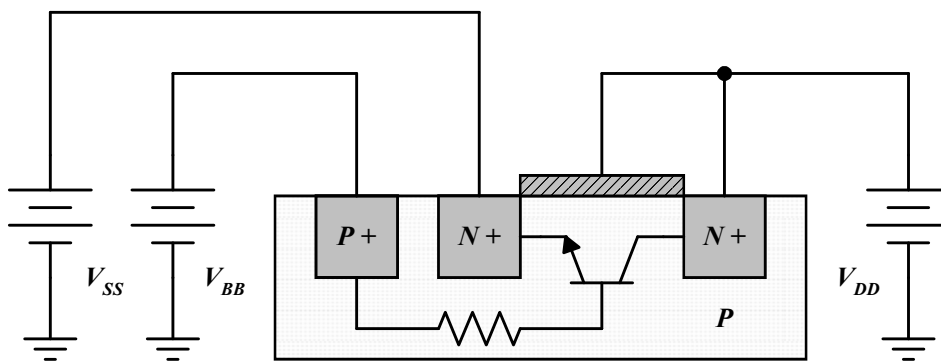 P +
N +
N +
V_SS
V_BB
V_DD
P